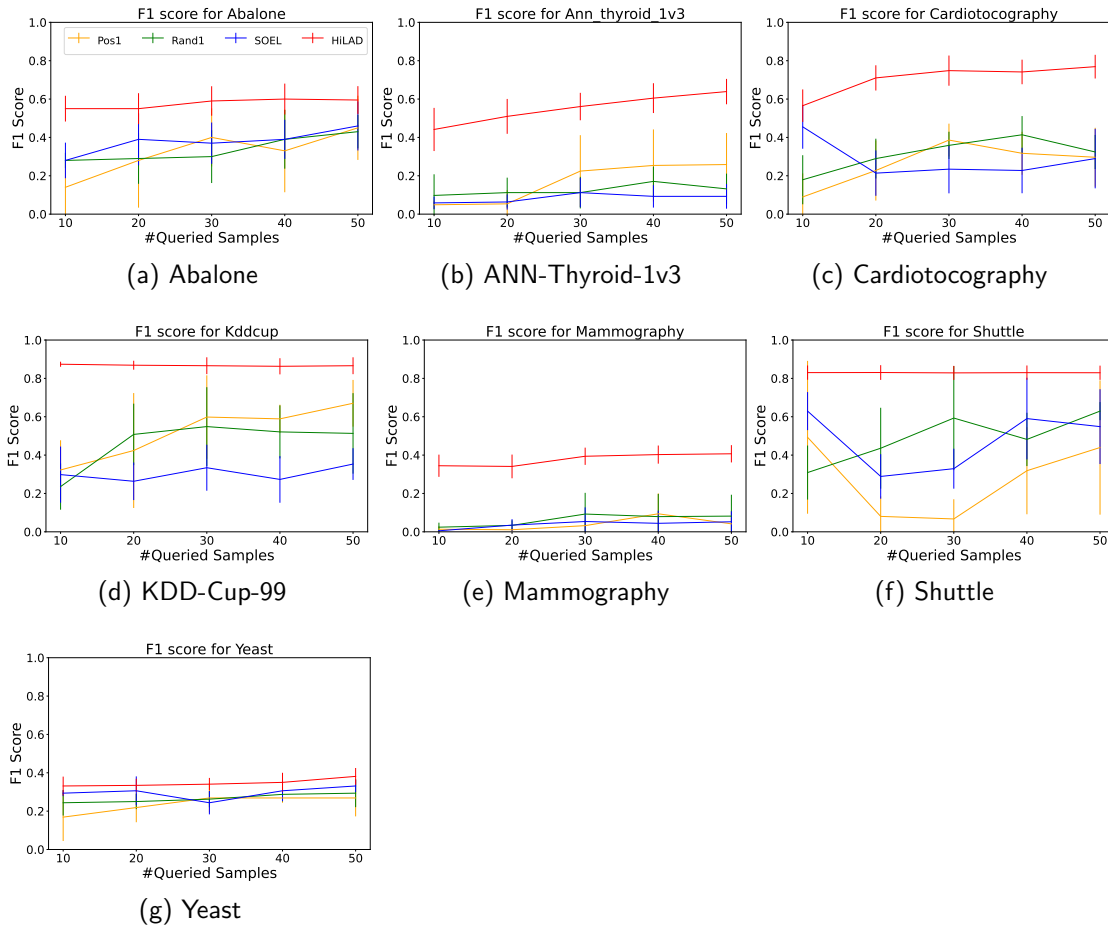 F1 score for Abalone
Pos1 Rand1 SOEL HiLAD
1.0
0.8
0.6
0.4
0.2
0.0
F1 Score
10 20 30 40 50
#Queried Samples
(a) Abalone
F1 score for Ann_thyroid_1v3
1.0
0.8
0.6
0.4
0.2
0.0
F1 Score
10 20 30 40 50
#Queried Samples
(b) ANN-Thyroid-1v3
F1 score for Cardiotocography
1.0
0.8
0.6
0.4
0.2
0.0
F1 Score
10 20 30 40 50
#Queried Samples
(c) Cardiotocography
F1 score for Kddcup
1.0
0.8
0.6
0.4
0.2
0.0
F1 Score
10 20 30 40 50
#Queried Samples
(d) KDD-Cup-99
F1 score for Mammography
1.0
0.8
0.6
0.4
0.2
0.0
F1 Score
10 20 30 40 50
#Queried Samples
(e) Mammography
F1 score for Shuttle
1.0
0.8
0.6
0.4
0.2
0.0
F1 Score
10 20 30 40 50
#Queried Samples
(f) Shuttle
F1 score for Yeast
1.0
0.8
0.6
0.4
0.2
0.0
F1 Score
10 20 30 40 50
#Queried Samples
(g) Yeast